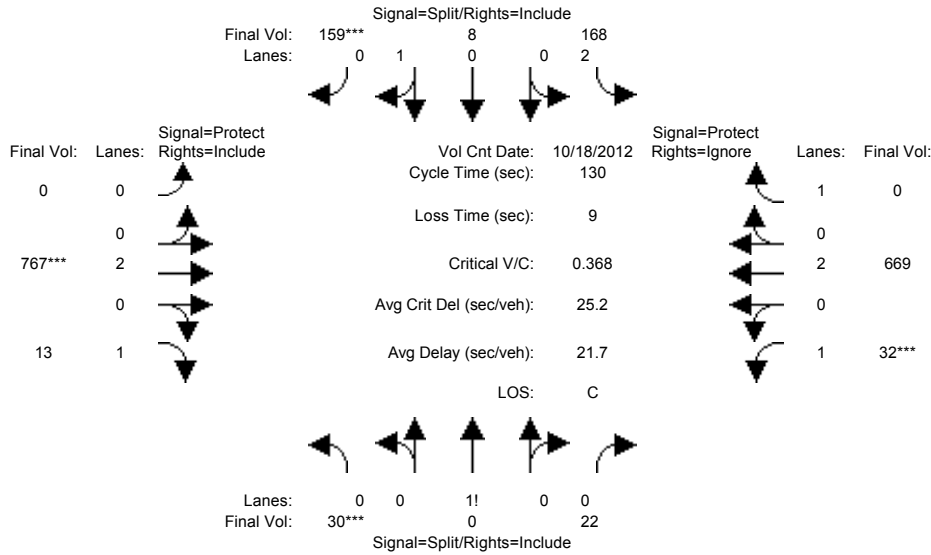 Signal=Split/Rights=Include
Final Vol: 159*** 8 168
Lanes: 0 1 0 0 2
Signal=Protect Signal=Protect
Final Vol: Lanes: Rights=Include Vol Cnt Date: 10/18/2012 Rights=Ignore Lanes: Final Vol:
Cycle Time (sec): 130
0 0 1 0
Loss Time (sec): 9
0 0
767*** 2 Critical V/C: 0.368 2 669
0 Avg Crit Del (sec/veh): 25.2 0
13 1 Avg Delay (sec/veh): 21.7 1 32***
LOS: C
Lanes: 0 0 1! 0 0
Final Vol: 30*** 0 22
Signal=Split/Rights=Include